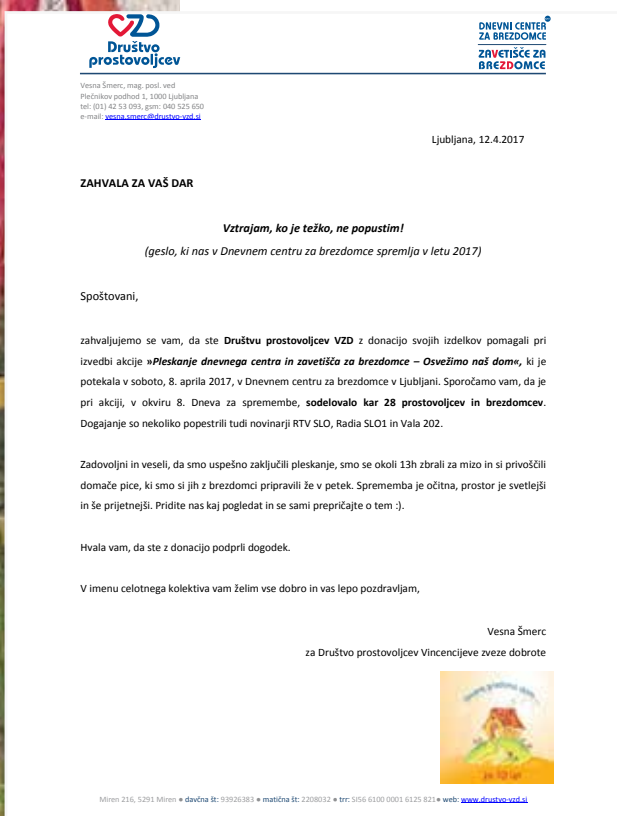 Društvo
prostovoljcev
DNEVNI CENTER
ZA BREZDOMCE
ZAVETIŠČE ZA
BREZDOMCE
Vesna Šmerc, mag. posl. ved
Plečnikov podhod 1, 1000 Ljubljana
tel: (01) 42 53 093, gsm: 040 525 650
e-mail: vesna.smerc@drustvo-vzd.si
Ljubljana, 12.4.2017
ZAHVALA ZA VAŠ DAR
Vztrajam, ko je težko, ne popustim!
(geslo, ki nas v Dnevnem centru za brezdomce spremlja v letu 2017)
Spoštovani,
zahvaljujemo se vam, da ste Društvu prostovoljcev VZD z donacijo svojih izdelkov pomagali pri
izvedbi akcije »Pleskanje dnevnega centra in zavetišča za brezdomce – Osvežimo naš dom«, ki je
potekala v soboto, 8. aprila 2017, v Dnevnem centru za brezdomce v Ljubljani. Sporočamo vam, da je
pri akciji, v okviru 8. Dneva za spremembe, sodelovalo kar 28 prostovoljcev in brezdomcev.
Dogajanje so nekoliko popestrili tudi novinarji RTV SLO, Radia SLO1 in Vala 202.
Zadovoljni in veseli, da smo uspešno zaključili pleskanje, smo se okoli 13h zbrali za mizo in si privoščili
domače pice, ki smo si jih z brezdomci pripravili že v petek. Sprememba je očitna, prostor je svetlejši
in še prijetnejši. Pridite nas kaj pogledat in se sami prepričajte o tem :).
Hvala vam, da ste z donacijo podprli dogodek.
V imenu celotnega kolektiva vam želim vse dobro in vas lepo pozdravljam,
Vesna Šmerc
za Društvo prostovoljcev Vincencijeve zveze dobrote
Miren 216, 5291 Miren • davčna št: 93926383 • matična št: 2208032 • trr: SI56 6100 0001 6125 821• web: www.drustvo-vzd.si